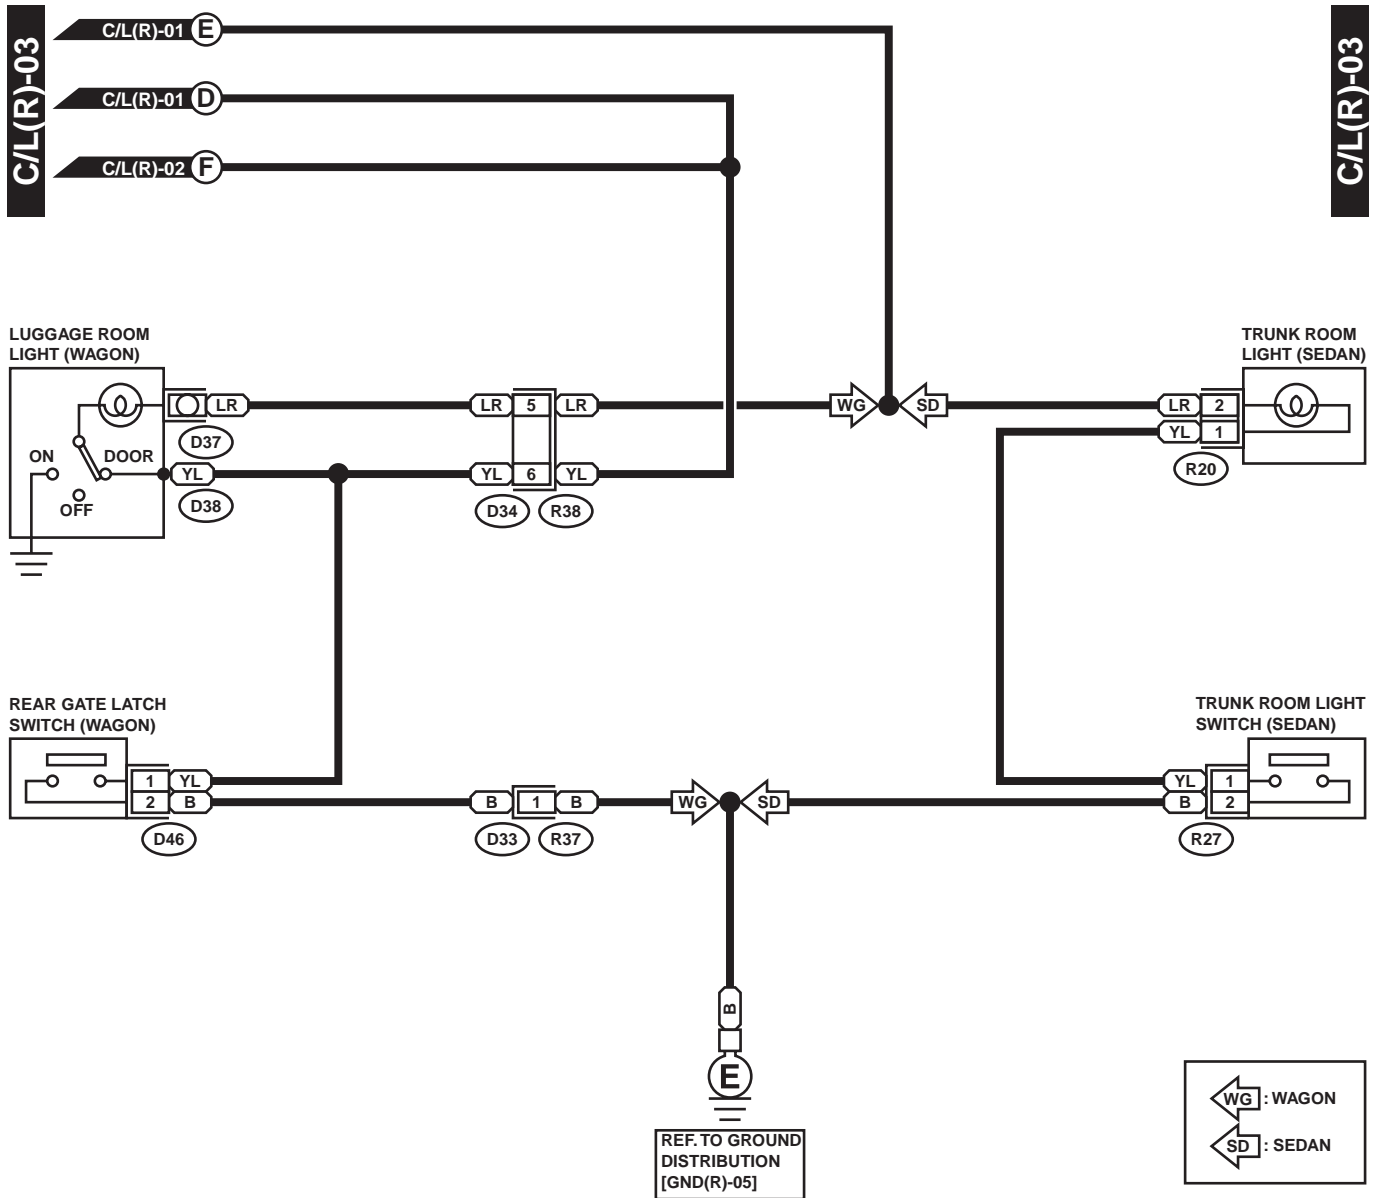 C/L(R)-03
C/L(R)-01 E
C/L(R)-03
C/L(R)-01 D
C/L(R)-02 F
LUGGAGE ROOM
LIGHT (WAGON)
TRUNK ROOM
LIGHT (SEDAN)
LR
LR 5 LR
WG
SD
LR 2
YL 1
D37
R20
ON
DOOR
OFF
YL
D38
YL 6 YL
D34
R38
REAR GATE LATCH
SWITCH (WAGON)
TRUNK ROOM LIGHT
SWITCH (SEDAN)
1 YL
2 B
D46
B 1 B
D33
R37
WG
SD
YL 1
B 2
R27
B
E
REF. TO GROUND
DISTRIBUTION
[GND(R)-05]
WG : WAGON
SD : SEDAN